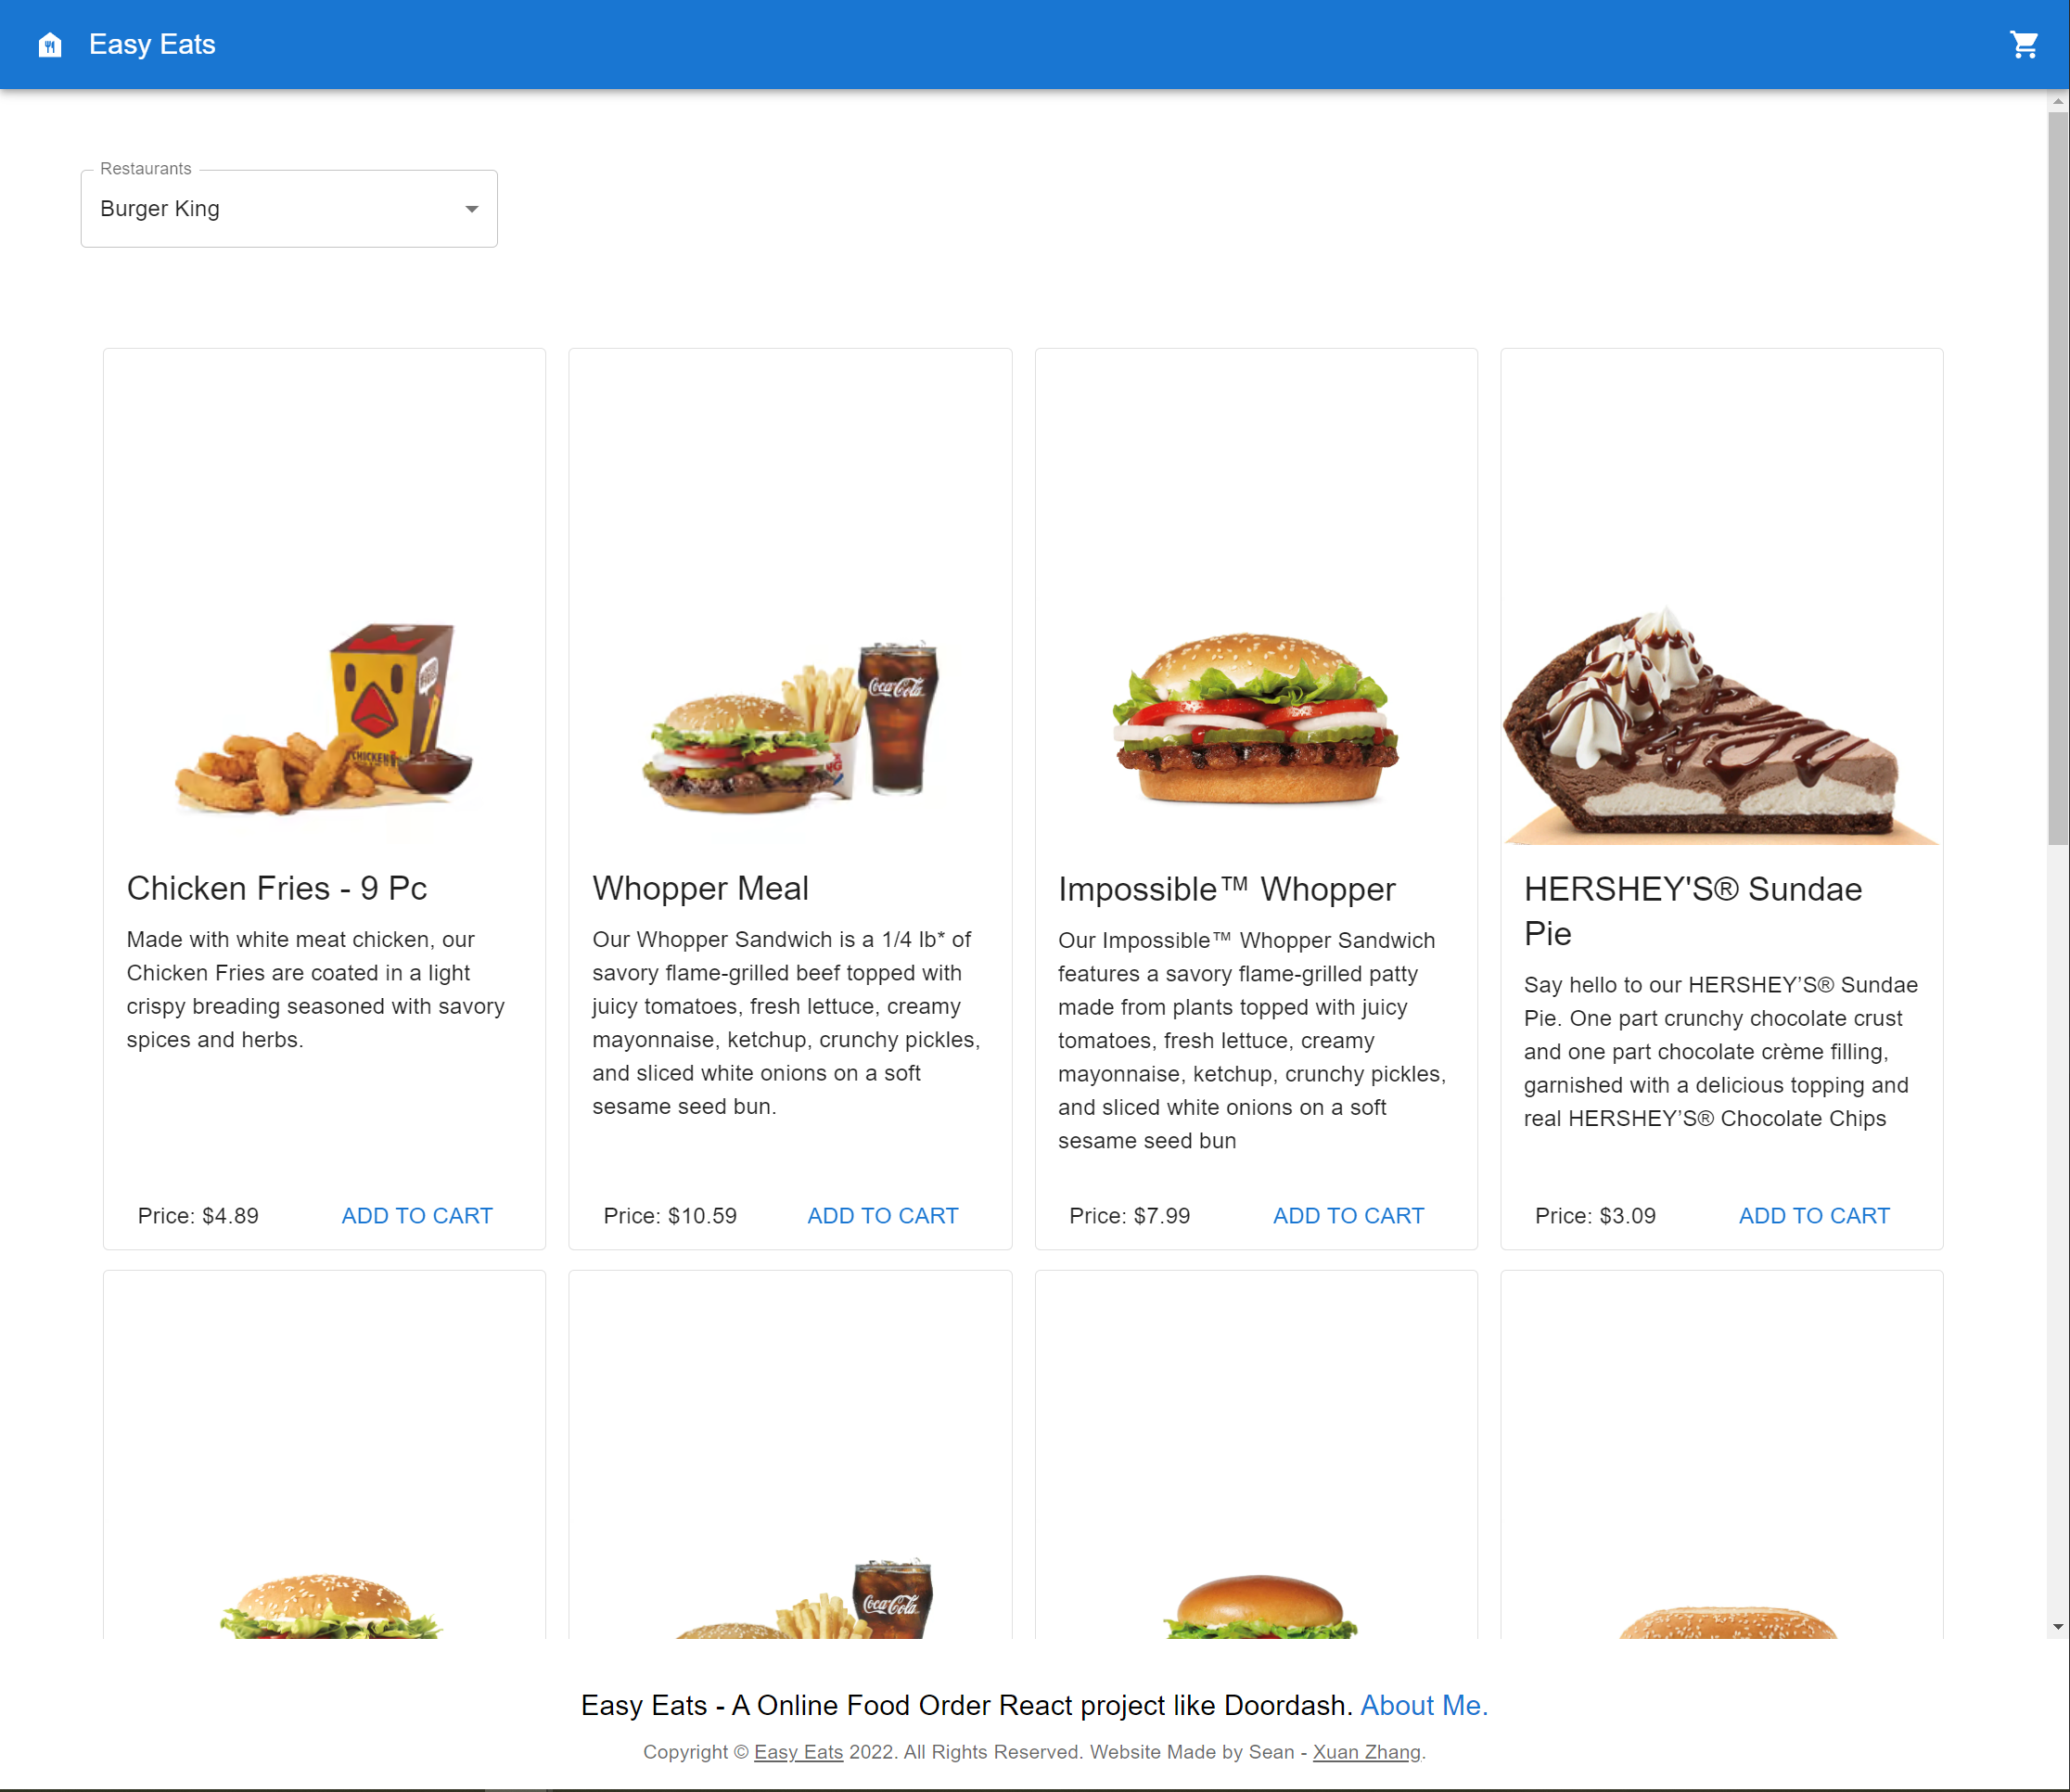 Easy Eats
Restaurants
Burger King
CHICKEN
Coca-Cola
Chicken Fries - 9 Pc
Made with white meat chicken, our
Chicken Fries are coated in a light
crispy breading seasoned with savory
spices and herbs.
Price: $4.89
ADD TO CART
Whopper Meal
Our Whopper Sandwich is a 1/4 lb* of
savory flame-grilled beef topped with
juicy tomatoes, fresh lettuce, creamy
mayonnaise, ketchup, crunchy pickles,
and sliced white onions on a soft
sesame seed bun.
Price: $10.59
ADD TO CART
Impossible™ Whopper
Our Impossible™ Whopper Sandwich
features a savory flame-grilled patty
made from plants topped with juicy
tomatoes, fresh lettuce, creamy
mayonnaise, ketchup, crunchy pickles,
and sliced white onions on a soft
sesame seed bun
Price: $7.99
ADD TO CART
HERSHEY'S® Sundae
Pie
Say hello to our HERSHEY’S® Sundae
Pie. One part crunchy chocolate crust
and one part chocolate crème filling,
garnished with a delicious topping and
real HERSHEY’S® Chocolate Chips
Price: $3.09
ADD TO CART
Coca-Cola
Easy Eats - A Online Food Order React project like Doordash. About Me.
Copyright © Easy Eats 2022. All Rights Reserved. Website Made by Sean - Xuan Zhang.